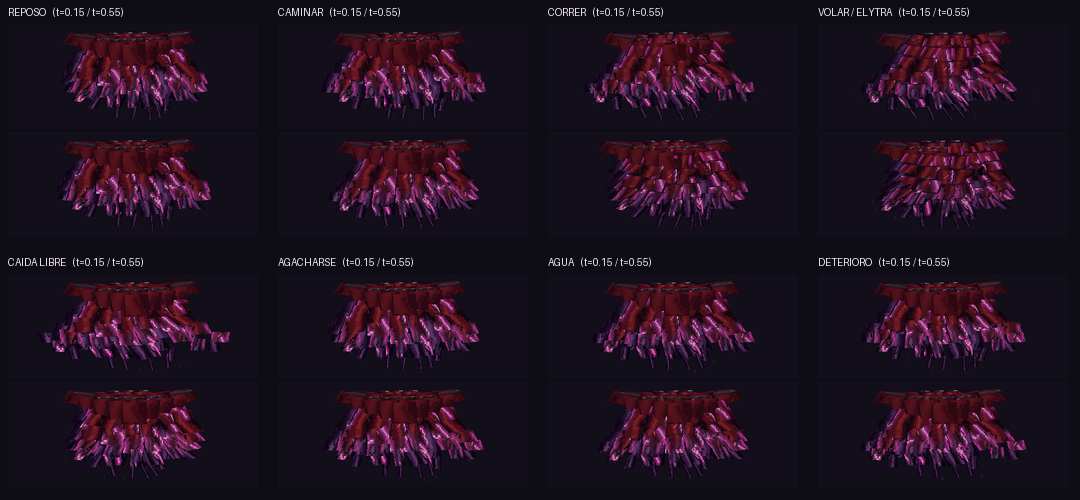 REPOSO (t=0.15 / t=0.55)
CAMINAR (t=0.15 / t=0.55)
CORRER (t=0.15 / t=0.55)
VOLAR / ELYTRA (t=0.15 / t=0.55)
CAIDA LIBRE (t=0.15 / t=0.55)
AGACHARSE (t=0.15 / t=0.55)
AGUA (t=0.15 / t=0.55)
DETERIORO (t=0.15 / t=0.55)